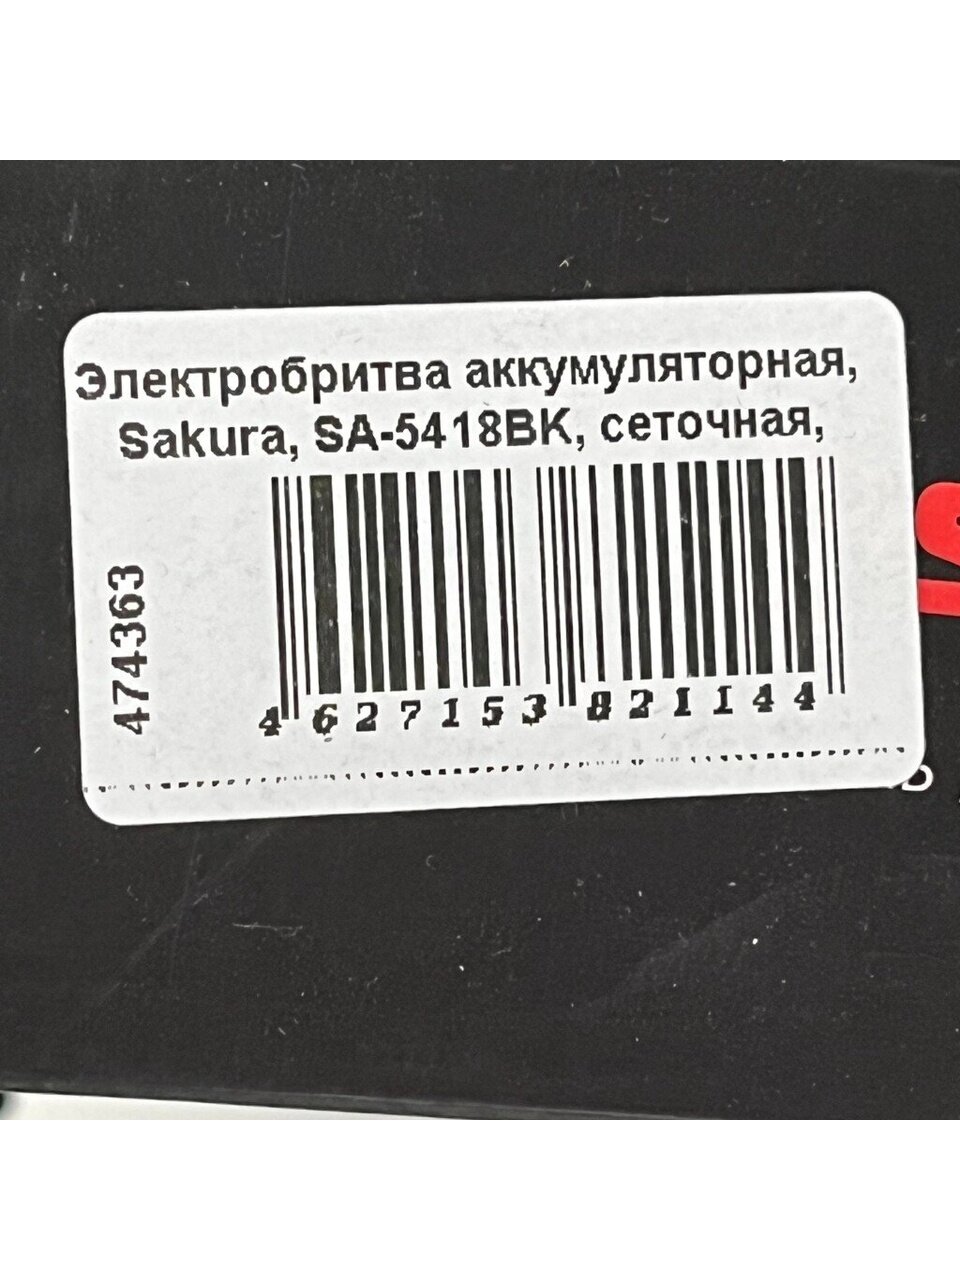 Электробритва аккумуляторная,
Sakura, SA-5418BK, сеточная,
474363
4 627153 821144